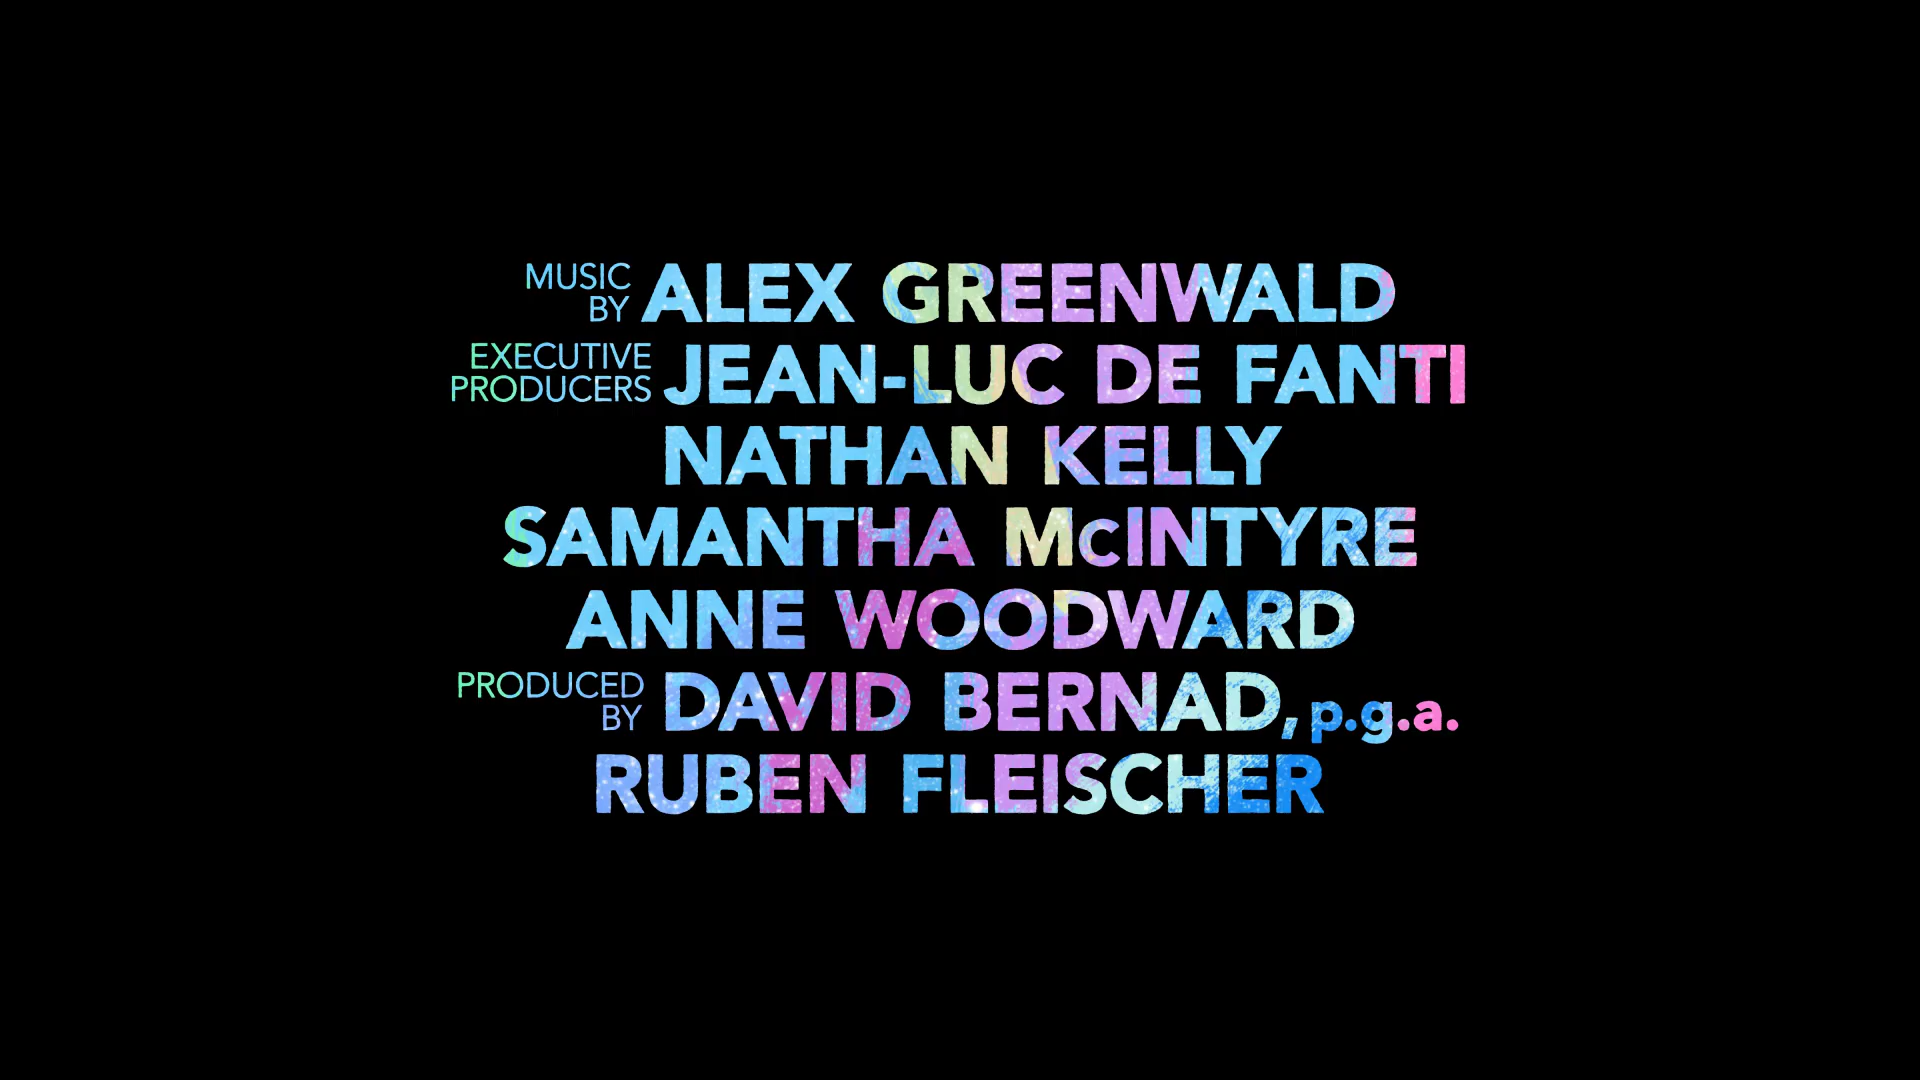 MUSIC BY ALEX GREENWALD
EXECUTIVE PRODUCERS JEAN-LUC DE FANTI
NATHAN KELLY
SAMANTHA McINTYRE
ANNE WOODWARD
PRODUCED BY DAVID BERNAD, p.g.a.
RUBEN FLEISCHER